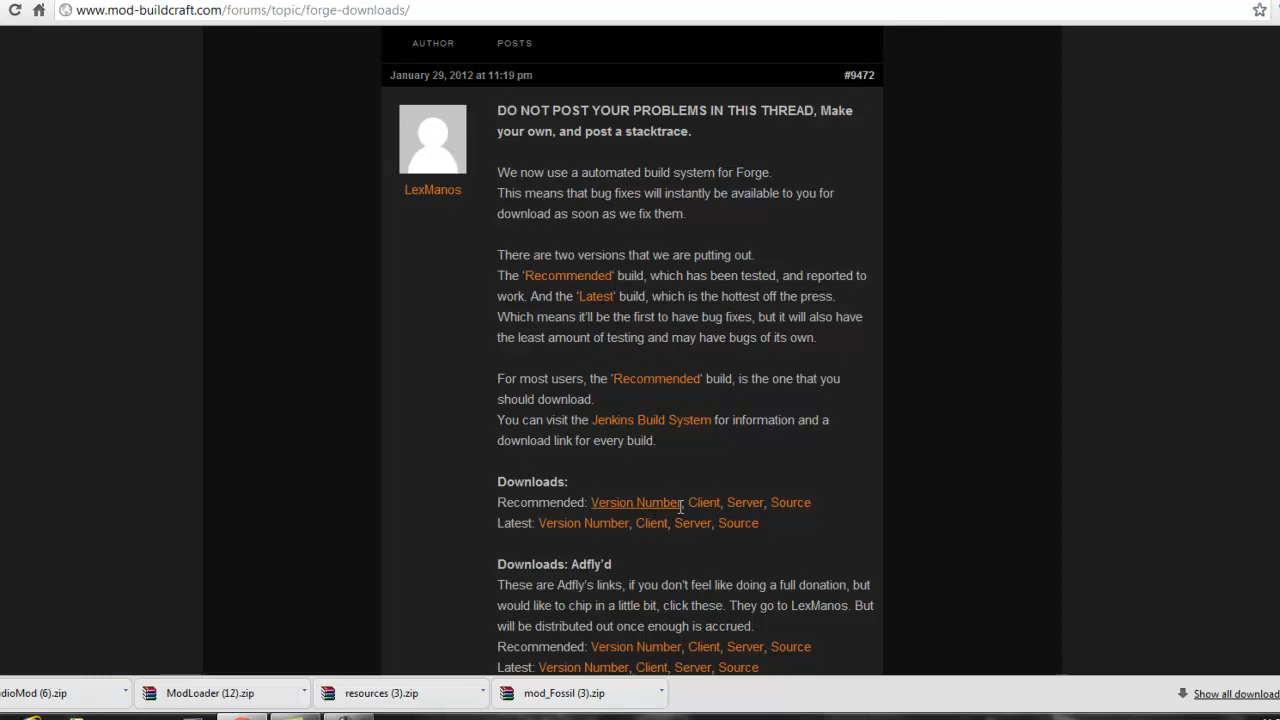 www.mod-buildcraft.com/forums/topic/forge-downloads/
AUTHOR POSTS
January 29, 2012 at 11:19 pm #9472
DO NOT POST YOUR PROBLEMS IN THIS THREAD, Make
your own, and post a stacktrace.
LexManos
We now use a automated build system for Forge.
This means that bug fixes will instantly be available to you for
download as soon as we fix them.
There are two versions that we are putting out.
The 'Recommended' build, which has been tested, and reported to
work. And the 'Latest' build, which is the hottest off the press.
Which means it'll be the first to have bug fixes, but it will also have
the least amount of testing and may have bugs of its own.
For most users, the 'Recommended' build, is the one that you
should download.
You can visit the Jenkins Build System for information and a
download link for every build.
Downloads:
Recommended: Version Number, Client, Server, Source
Latest: Version Number, Client, Server, Source
Downloads: Adfly'd
These are Adfly's links, if you don't feel like doing a full donation, but
would like to chip in a little bit, click these. They go to LexManos. But
will be distributed out once enough is accrued.
Recommended: Version Number, Client, Server, Source
Latest: Version Number, Client, Server, Source
dioMod (6).zip ModLoader (12).zip resources (3).zip mod_Fossil (3).zip Show all download